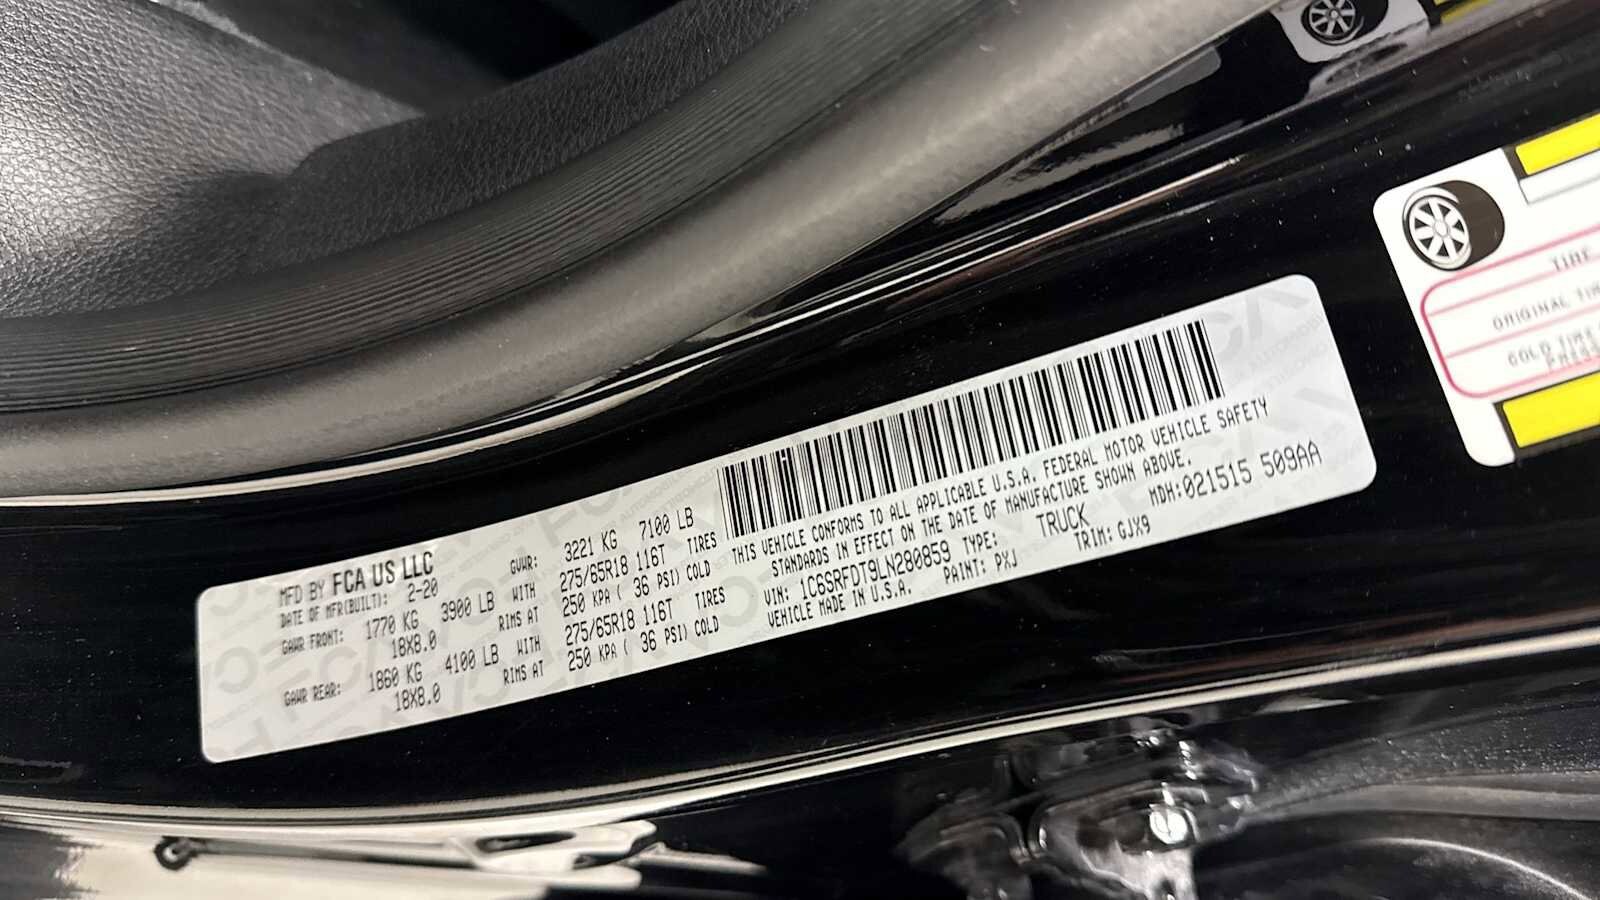 MFD BY FCA US LLC
DATE OF MFR(BUILT): 2-20 GVWR: 3221 KG 7100 LB
GAWR FRONT: 1770 KG 3900 LB WITH 275/65R18 116T TIRES
18X8.0 RIMS AT 250 KPA ( 36 PSI) COLD
GAWR REAR: 1860 KG 4100 LB WITH 275/65R18 116T TIRES
18X8.0 RIMS AT 250 KPA ( 36 PSI) COLD
THIS VEHICLE CONFORMS TO ALL APPLICABLE U.S.A. FEDERAL MOTOR VEHICLE SAFETY
STANDARDS IN EFFECT ON THE DATE OF MANUFACTURE SHOWN ABOVE.
VIN: 1C6SRFDT9LN280859 TYPE: TRUCK MDH:021515 509AA
VEHICLE MADE IN U.S.A. PAINT: PXJ TRIM: GJX9
TIRE
ORIGINAL
COLD TIRE